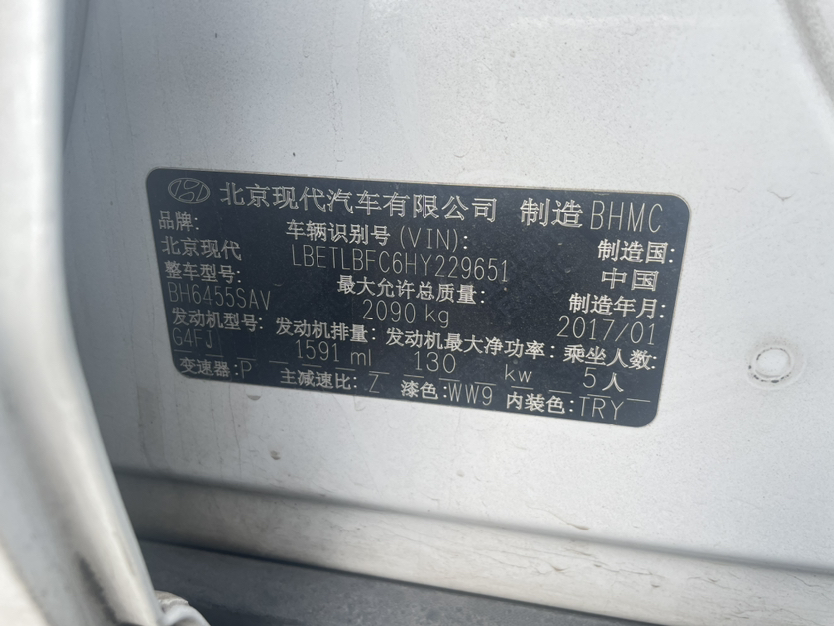 北京现代汽车有限公司 制造 BHMC
品牌: 车辆识别号(VIN): 制造国:
北京现代 LBETLBFC6HY229651 中国
整车型号: 最大允许总质量: 制造年月:
BH6455SAV 2090 kg 2017/01
发动机型号: 发动机排量: 发动机最大净功率: 乘坐人数:
G4FJ 1591 ml 130 kw 5 人
变速器: P 主减速比: Z 漆色: WW9 内装色: TRY